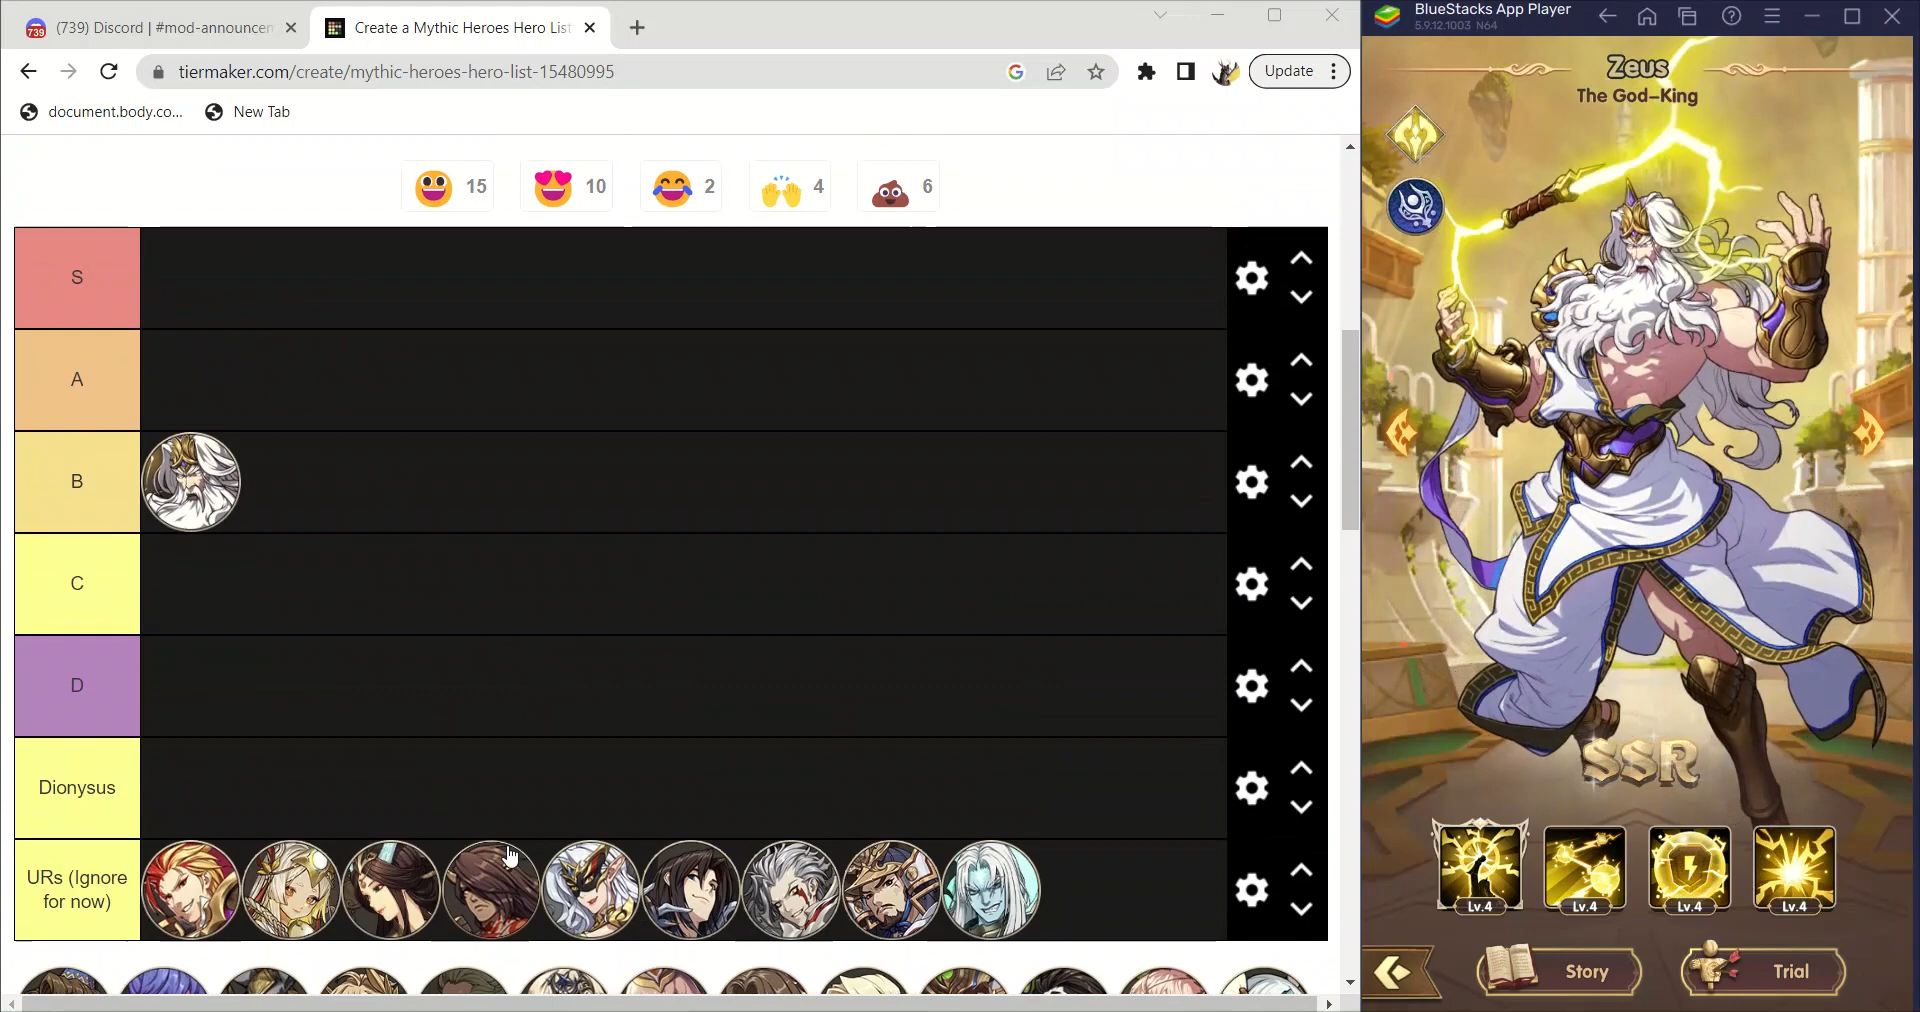 (739) Discord | #mod-announcem
Create a Mythic Heroes Hero List
739
tiermaker.com/create/mythic-heroes-hero-list-15480995
Update
document.body.co...
New Tab
15
10
2
4
6
S
A
B
C
D
Dionysus
URs (Ignore
for now)
BlueStacks App Player
5.9.12.1003 N64
Zeus
The God-King
SSR
Lv.4
Lv.4
Lv.4
Lv.4
Story
Trial